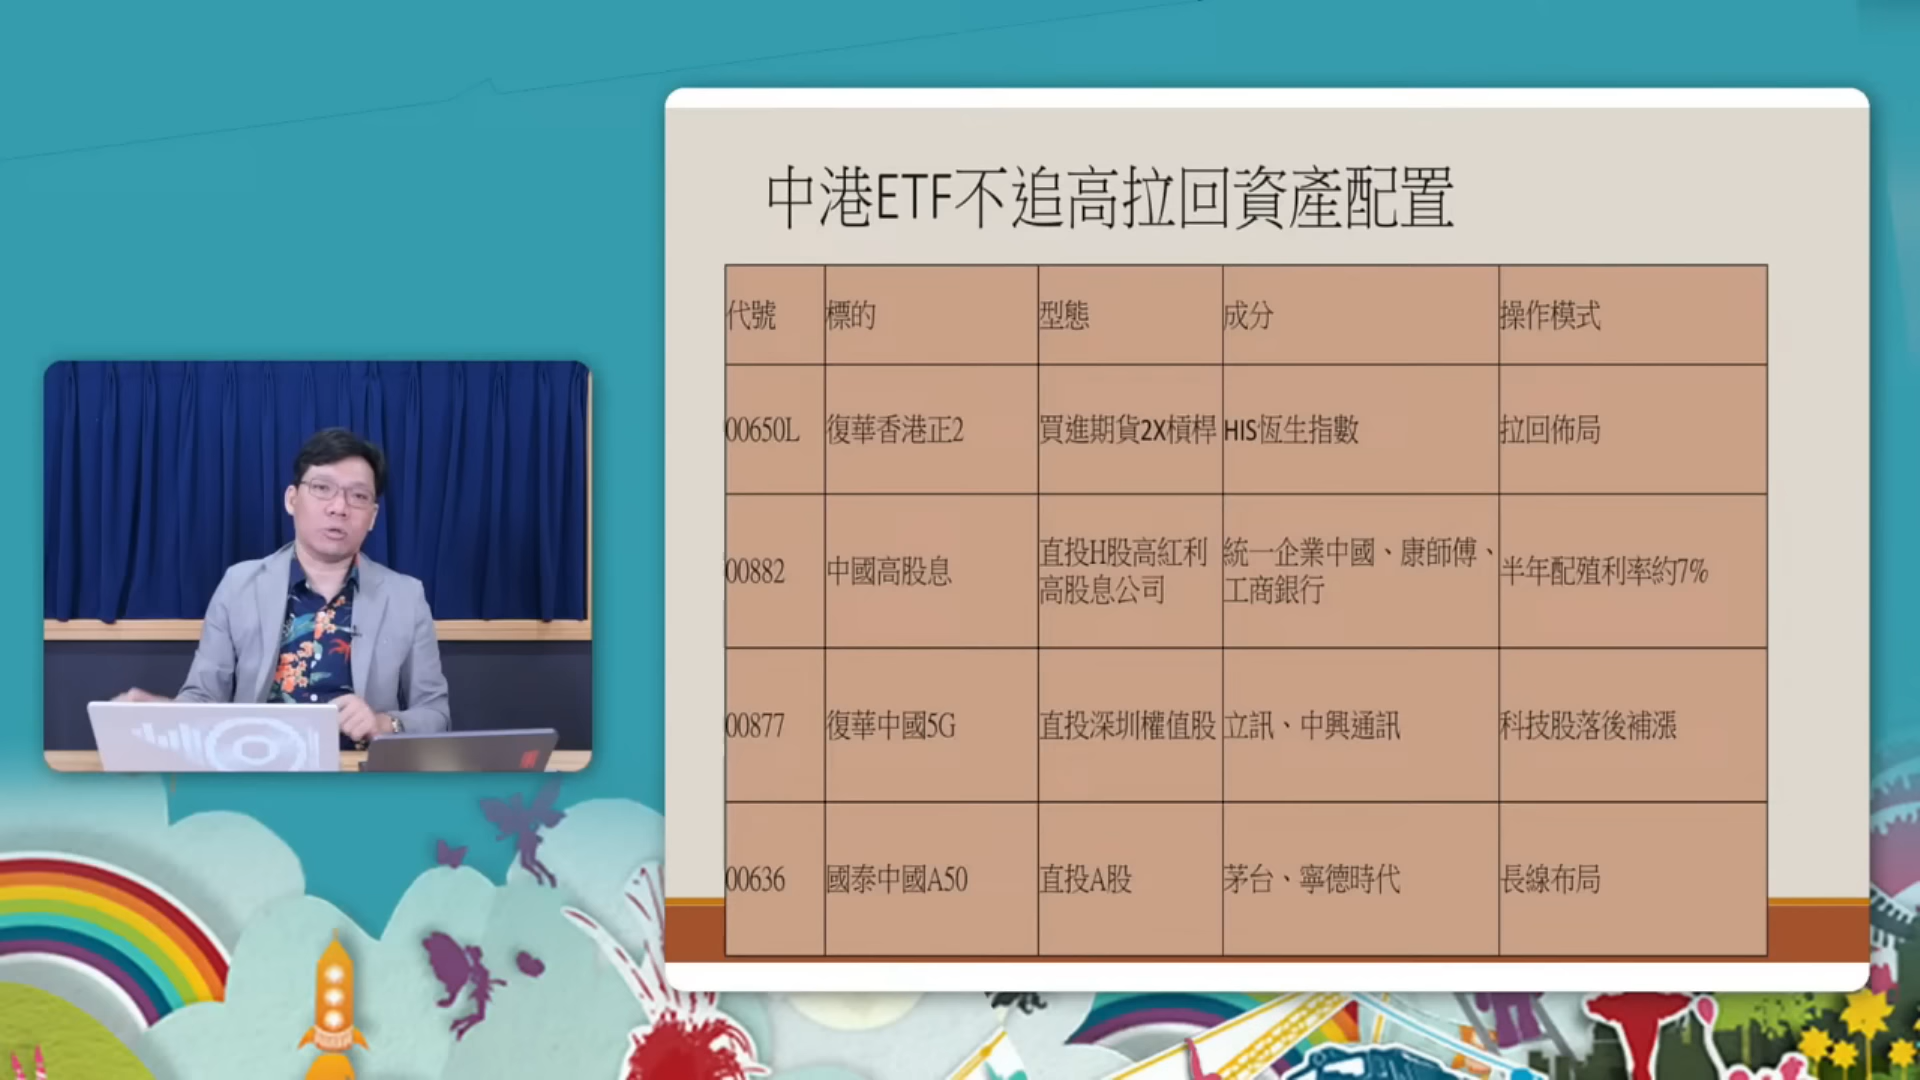 中港ETF不追高拉回資產配置
代號 標的 型態 成分 操作模式
00650L 復華香港正2 買進期貨2X槓桿 HIS恆生指數 拉回佈局
00882 中國高股息 直投H股高紅利高股息公司 統一企業中國、康師傅、工商銀行 半年配殖利率約7%
00877 復華中國5G 直投深圳權值股 立訊、中興通訊 科技股落後補漲
00636 國泰中國A50 直投A股 茅台、寧德時代 長線布局